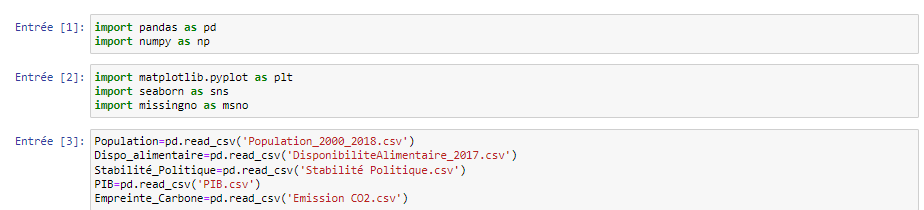 Entrée [1]: import pandas as pd
import numpy as np
Entrée [2]: import matplotlib.pyplot as plt
import seaborn as sns
import missingno as msno
Entrée [3]: Population=pd.read_csv('Population_2000_2018.csv')
Dispo_alimentaire=pd.read_csv('DisponibiliteAlimentaire_2017.csv')
Stabilité_Politique=pd.read_csv('Stabilité Politique.csv')
PIB=pd.read_csv('PIB.csv')
Empreinte_Carbone=pd.read_csv('Emission CO2.csv')